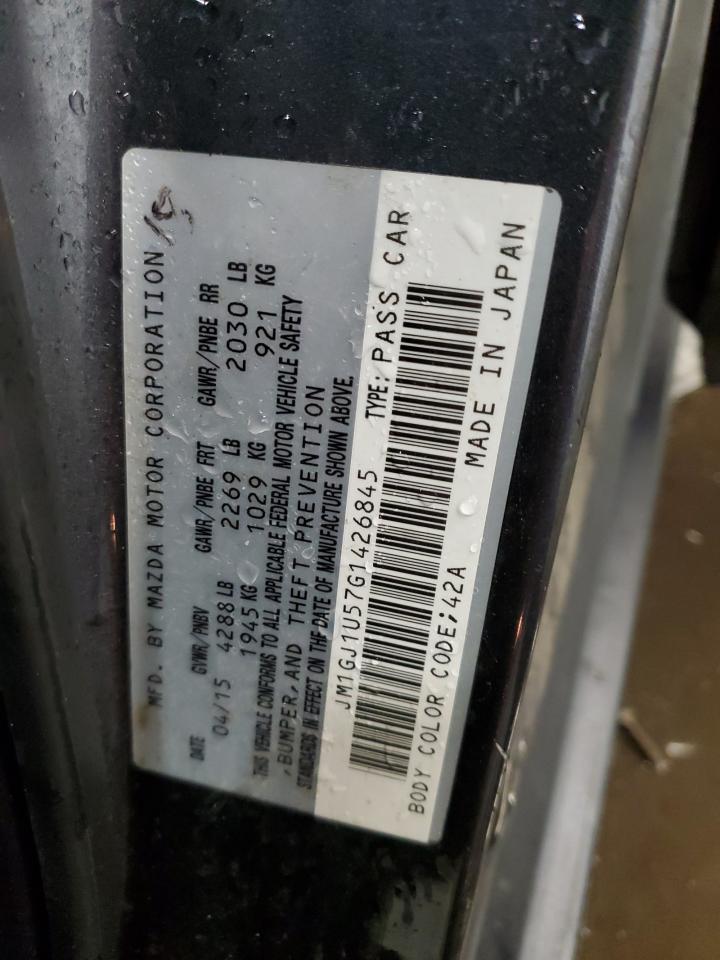 MFD. BY MAZDA MOTOR CORPORATION
DATE GVWR/PNBV GAWR/PNBE FRT GAWR/PNBE RR
04/15 4288 LB 2269 LB 2030 LB
1945 KG 1029 KG 921 KG
THIS VEHICLE CONFORMS TO ALL APPLICABLE FEDERAL MOTOR VEHICLE SAFETY
,BUMPER,AND THEFT PREVENTION
STANDARDS IN EFFECT ON THE DATE OF MANUFACTURE SHOWN ABOVE.
JM1GJ1U57G1426845 TYPE:PASS CAR
BODY COLOR CODE;42A MADE IN JAPAN